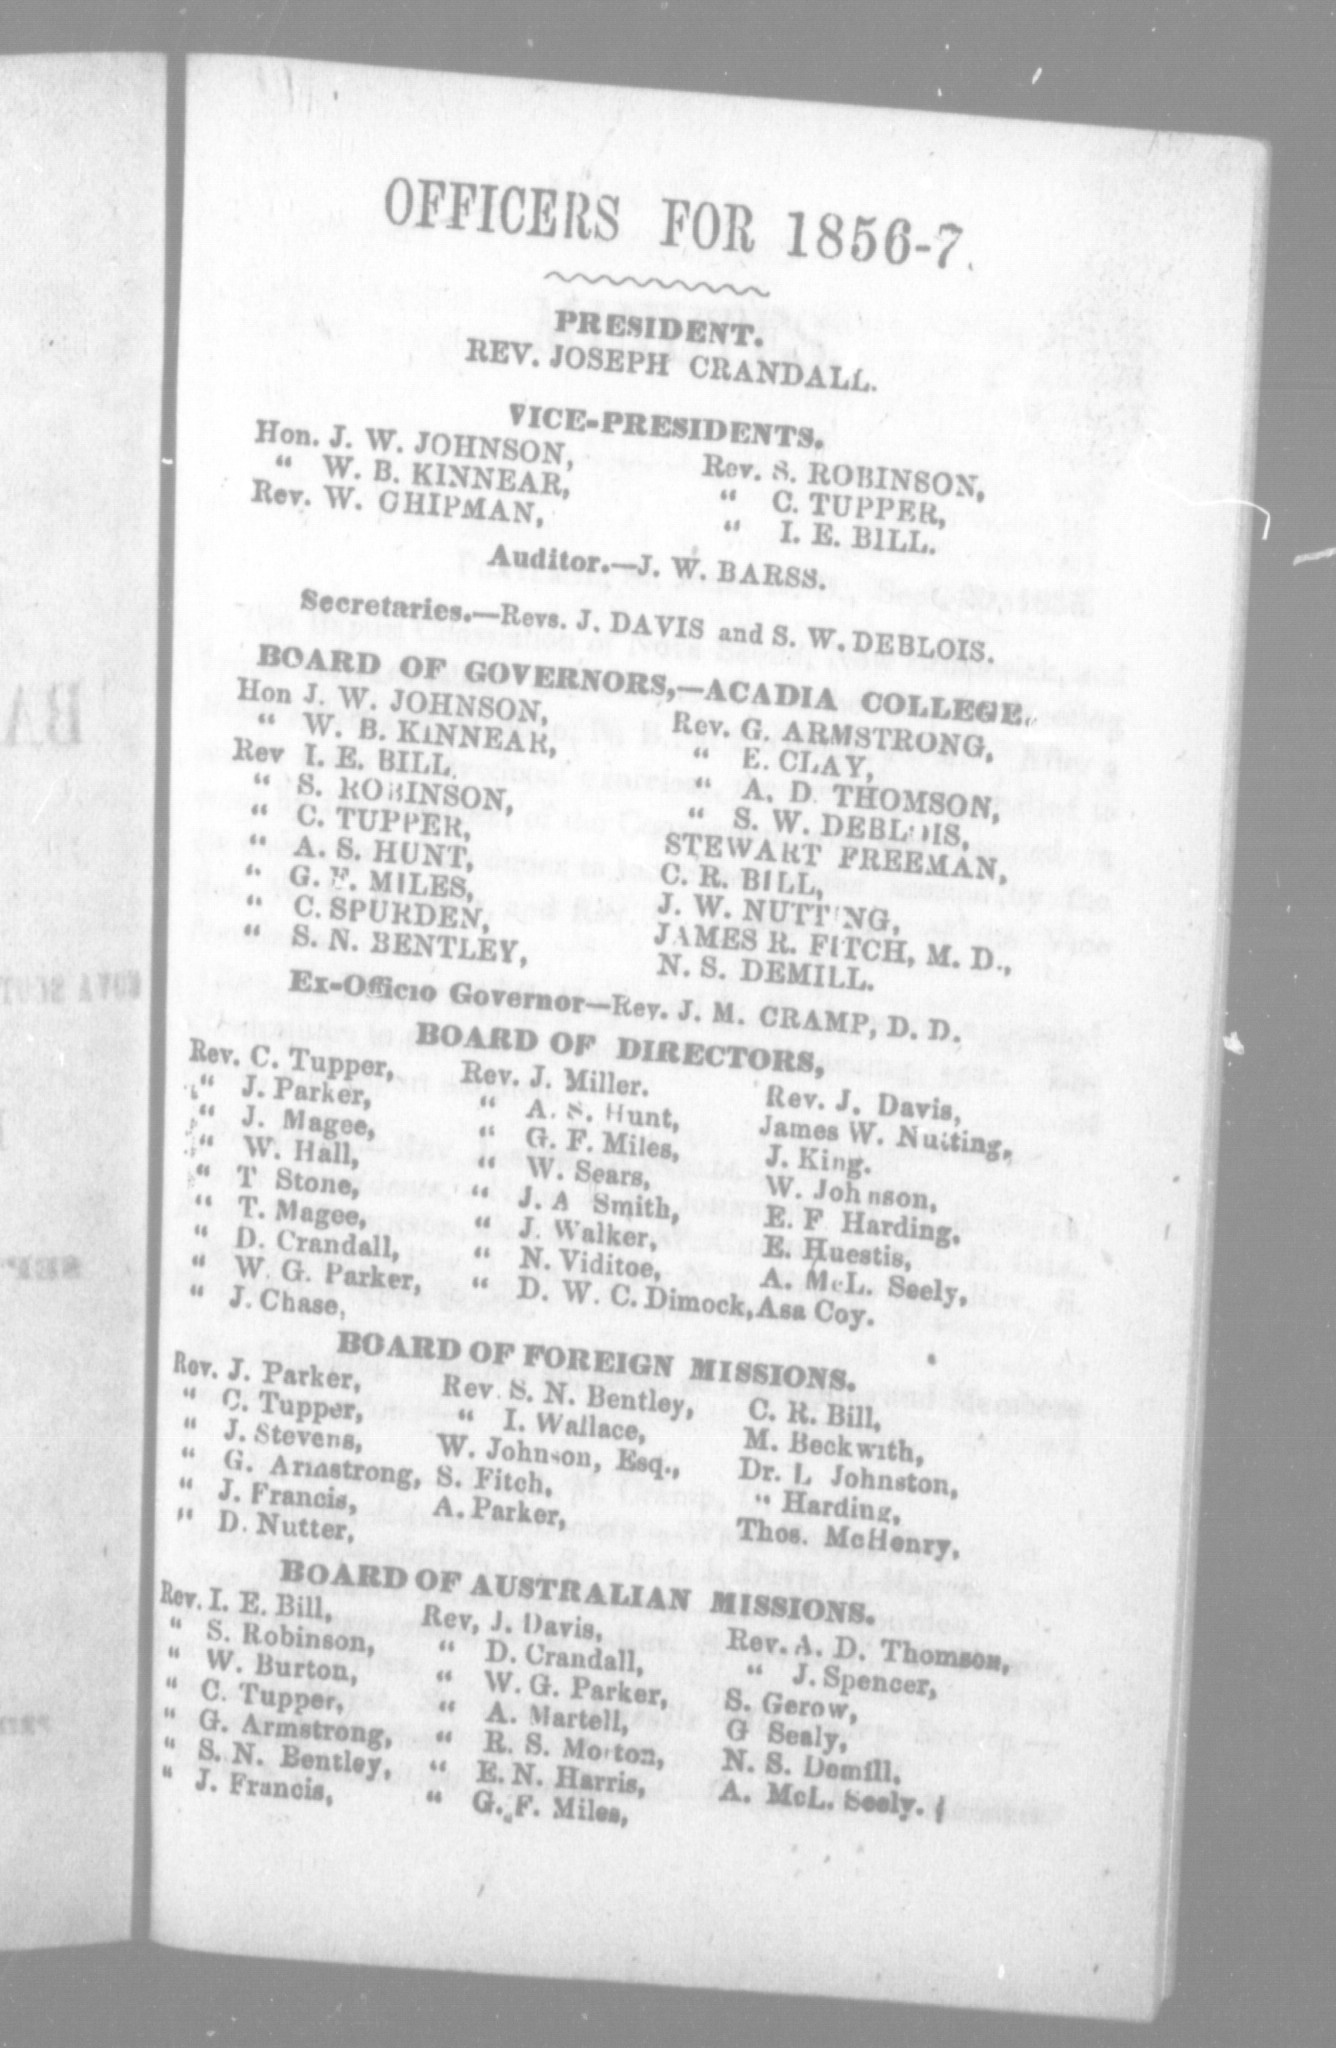 OFFICERS FOR 1856-7.
PRESIDENT.
REV. JOSEPH CRANDALL.
VICE-PRESIDENTS.
Hon. J. W. JOHNSON, Rev. S. ROBINSON,
" W. B. KINNEAR, " C. TUPPER,
Rev. W. CHIPMAN, " I. E. BILL.
Auditor.—J. W. BARSS.
Secretaries.—Revs. J. DAVIS and S. W. DEBLOIS.
BOARD OF GOVERNORS,—ACADIA COLLEGE.
Hon J. W. JOHNSON, Rev. G. ARMSTRONG,
" W. B. KINNEAR, " E. CLAY,
Rev I. E. BILL, " A. D. THOMSON,
" S. ROBINSON, " S. W. DEBLOIS,
" C. TUPPER, STEWART FREEMAN,
" A. S. HUNT, C. R. BILL,
" G. F. MILES, J. W. NUTTING,
" C. SPURDEN, JAMES R. FITCH, M. D.,
" S. N. BENTLEY, N. S. DEMILL.
Ex-Officio Governor—Rev. J. M. CRAMP, D. D.
BOARD OF DIRECTORS,
Rev. C. Tupper, Rev. J. Miller. Rev. J. Davis,
" J. Parker, " A. S. Hunt, James W. Nutting,
" J. Magee, " G. F. Miles, J. King.
" W. Hall, " W. Sears, W. Johnson,
" T Stone, " J. A Smith, E. F Harding,
" T. Magee, " J. Walker, E. Huestis,
" D. Crandall, " N. Viditoe, A. McL. Seely,
" W. G. Parker, " D. W. C. Dimock, Asa Coy.
" J. Chase,
BOARD OF FOREIGN MISSIONS.
Rev. J. Parker, Rev. S. N. Bentley, C. R. Bill,
" C. Tupper, " I. Wallace, M. Beckwith,
" J. Stevens, W. Johnson, Esq., Dr. L Johnston,
" G. Armstrong, S. Fitch, " Harding,
" J. Francis, A. Parker, Thos. McHenry,
" D. Nutter,
BOARD OF AUSTRALIAN MISSIONS.
Rev. I. E. Bill, Rev, J. Davis, Rev. A. D. Thomson,
" S. Robinson, " D. Crandall, " J. Spencer,
" W. Burton, " W. G. Parker, S. Gerow,
" C. Tupper, " A. Martell, G Sealy,
" G. Armstrong, " R. S. Morton, N. S. Demill,
" S. N. Bentley, " E. N. Harris, A. McL. Seely.
" J. Francis, " G. F. Miles,